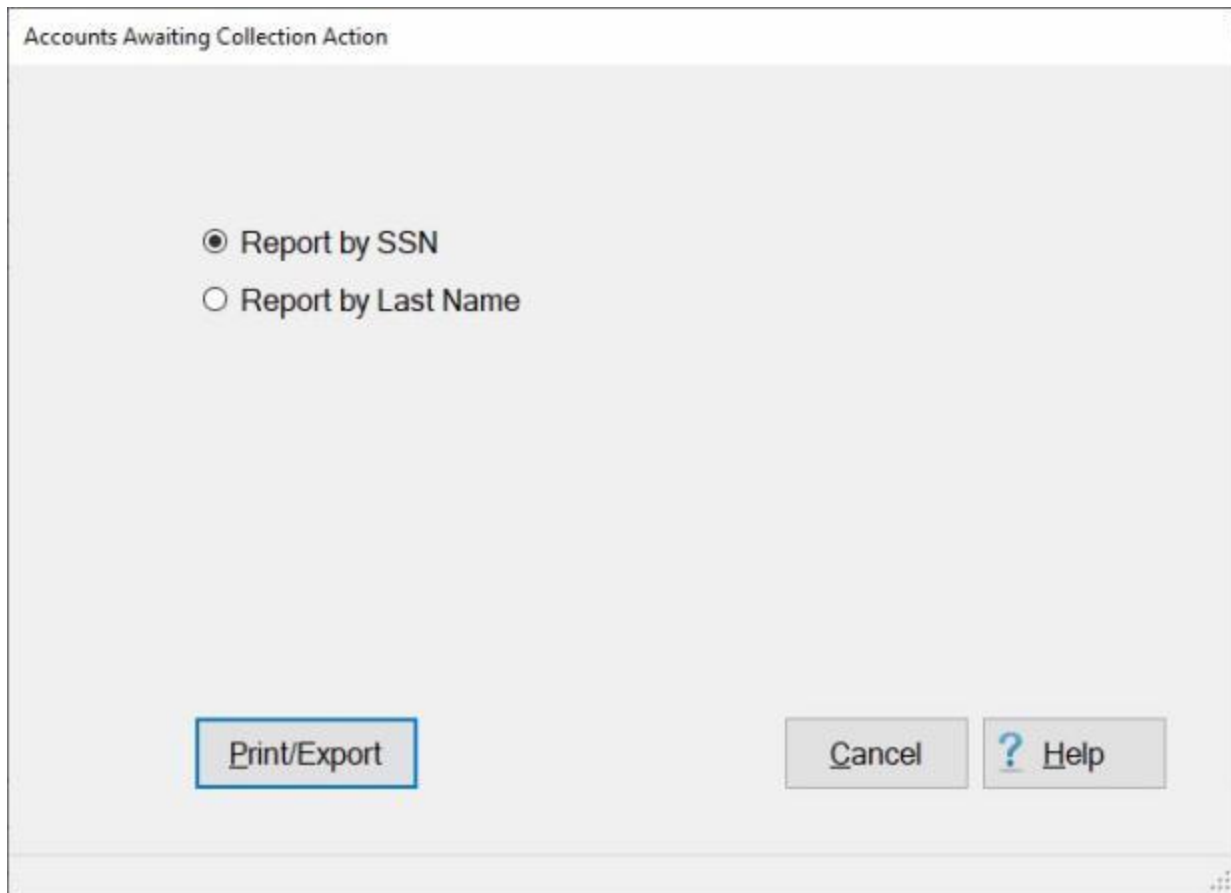 Accounts Awaiting Collection Action
Report by SSN
Report by Last Name
Print/Export Cancel ? Help